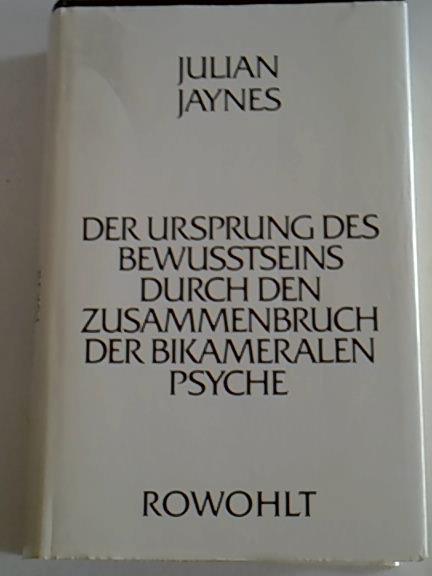 JULIAN
JAYNES
DER URSPRUNG DES
BEWUSSTSEINS
DURCH DEN
ZUSAMMENBRUCH
DER BIKAMERALEN
PSYCHE
ROWOHLT